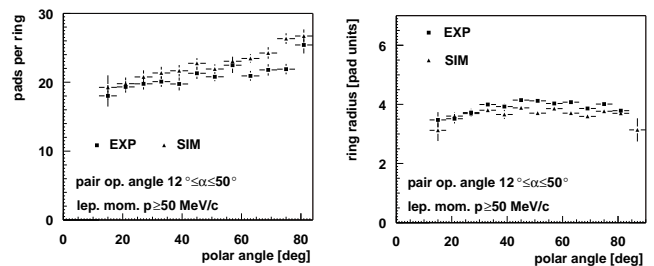 pads per ring
30
20
10
0
EXP SIM
pair op. angle 12°≤α≤50°
lep. mom. p≥50 MeV/c
0 20 40 60 80
polar angle [deg]
ring radius [pad units]
6
4
2
0
EXP
SIM
pair op. angle 12°≤α≤50°
lep. mom. p≥50 MeV/c
0 20 40 60 80
polar angle [deg]